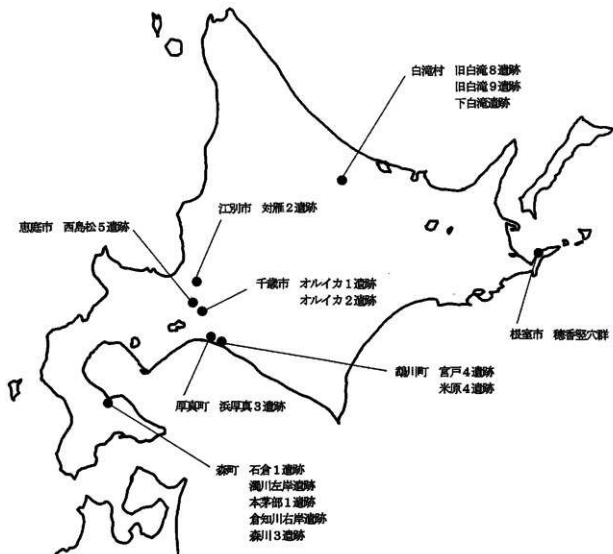 白滝村 旧白滝8遺跡
旧白滝9遺跡
下白滝遺跡
江別市 対雁2遺跡
恵庭市 西島松5遺跡
千歳市 オルイカ1遺跡
オルイカ2遺跡
根室市 穂香竪穴群
鵡川町 宮戸4遺跡
米原4遺跡
厚真町 浜厚真3遺跡
森町 石倉1遺跡
濁川左岸遺跡
本茅部1遺跡
倉知川右岸遺跡
森川3遺跡